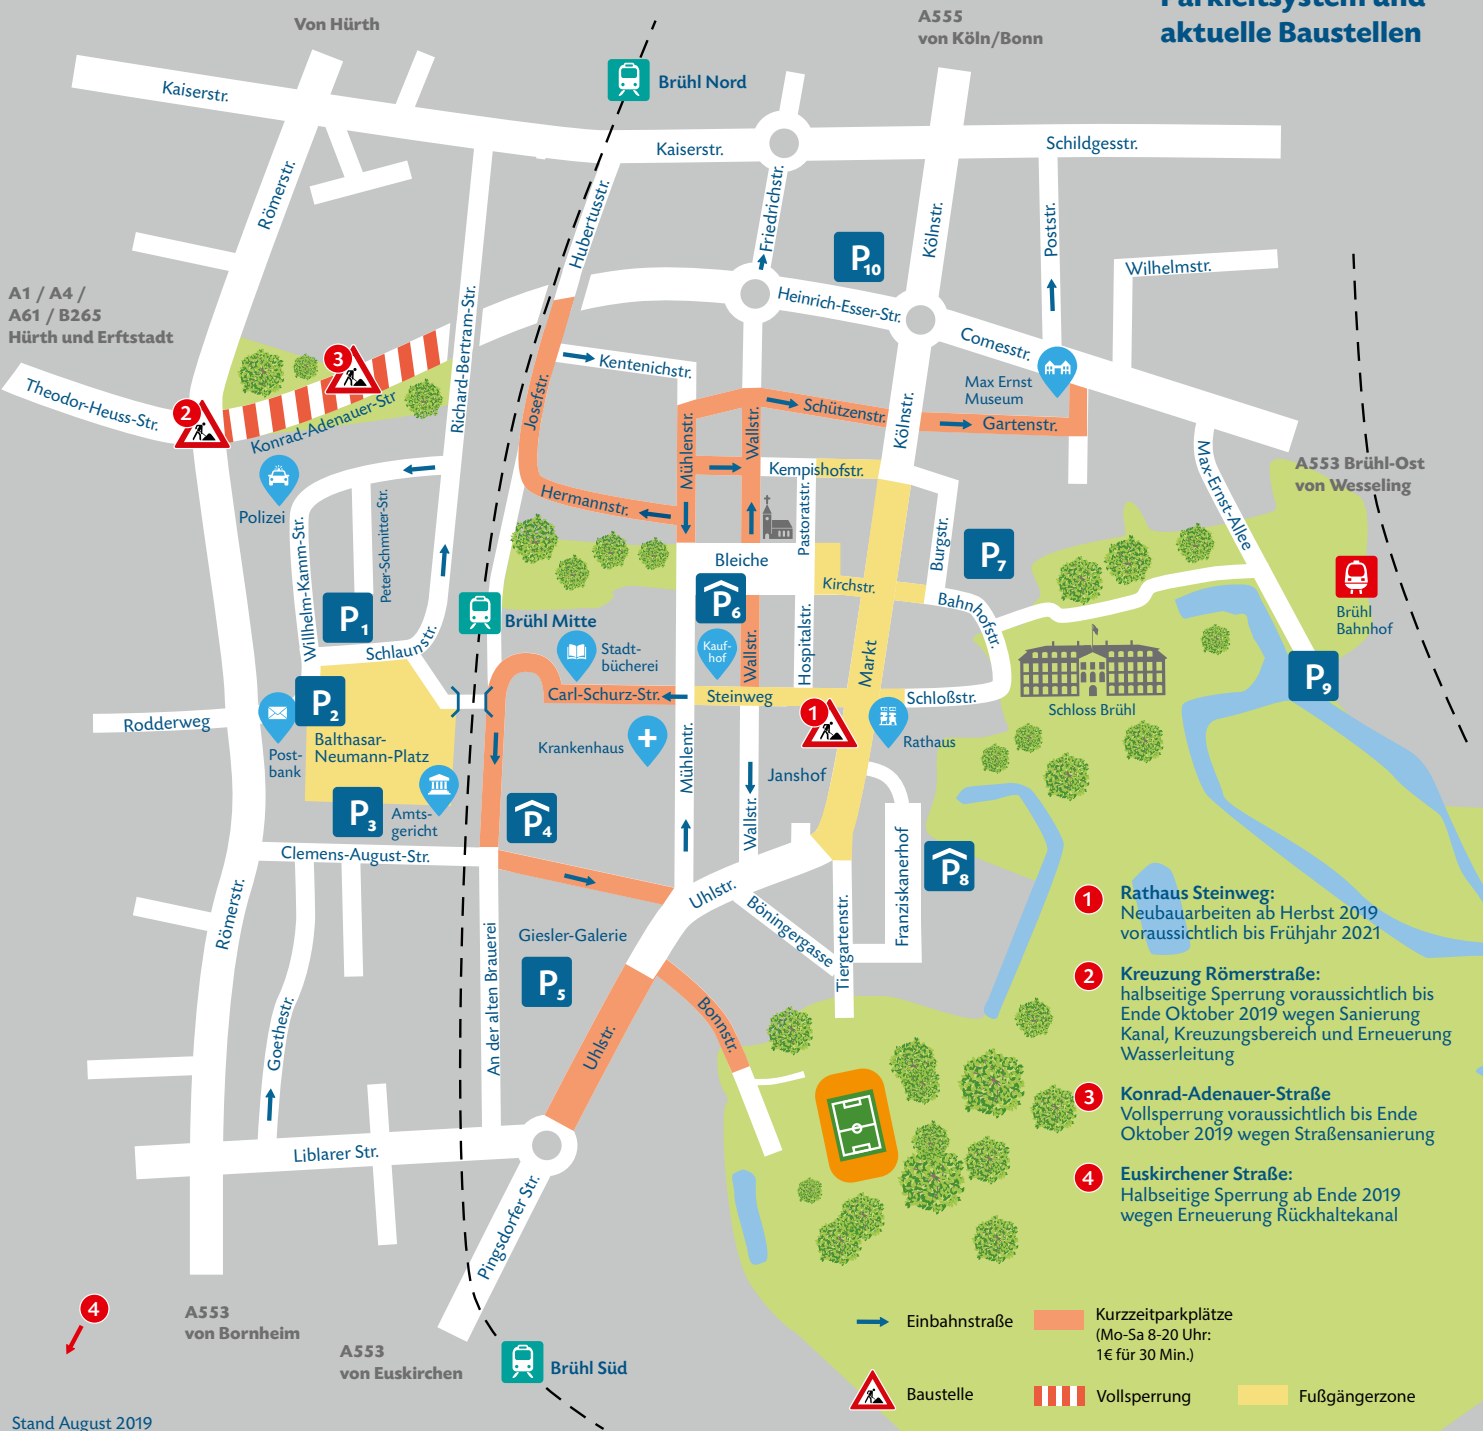 Parkleitsystem und
aktuelle Baustellen
Von Hürth
A555
von Köln/Bonn
Brühl Nord
Kaiserstr.
Kaiserstr.
Schildgesstr.
Römerstr.
Hubertusstr.
Friedrichstr.
Kölnstr.
Poststr.
Wilhelmstr.
P10
A1 / A4 /
A61 / B265
Hürth und Erftstadt
Heinrich-Esser-Str.
Comesstr.
Richard-Bertram-Str.
Kentenichstr.
Josefstr.
Max Ernst
Museum
Theodor-Heuss-Str.
3
2
Konrad-Adenauer-Str
Schützenstr.
Gartenstr.
Kölnstr.
Mühlenstr.
Wallstr.
Kempishofstr.
Max-Ernst-Allee
A553 Brühl-Ost
von Wesseling
Polizei
Peter-Schmitter-Str.
Willhelm-Kamm-Str.
Hermannstr.
Pastoratstr.
Burgstr.
Bleiche
P7
Kirchstr.
Bahnhofstr.
Brühl
Bahnhof
P1
Schlaunstr.
Brühl Mitte
P6
Kauf-
hof
Stadt-
bücherei
Wallstr.
Hospitalstr.
Markt
P9
P2
Carl-Schurz-Str.
Steinweg
Schloßstr.
Schloss Brühl
Rodderweg
Post-
bank
Balthasar-
Neumann-Platz
Krankenhaus
1
Rathaus
Mühlentr.
Janshof
P3
Amts-
gericht
P4
Wallstr.
Franziskanerhof
P8
Clemens-August-Str.
Uhlstr.
Böningergasse
Tiergartenstr.
Römerstr.
An der alten Brauerei
Giesler-Galerie
P5
Goethestr.
Uhlstr.
Bonnstr.
Liblarer Str.
Pingsdorfer Str.
1
Rathaus Steinweg:
Neubauarbeiten ab Herbst 2019
voraussichtlich bis Frühjahr 2021
2
Kreuzung Römerstraße:
halbseitige Sperrung voraussichtlich bis
Ende Oktober 2019 wegen Sanierung
Kanal, Kreuzungsbereich und Erneuerung
Wasserleitung
3
Konrad-Adenauer-Straße
Vollsperrung voraussichtlich bis Ende
Oktober 2019 wegen Straßensanierung
4
Euskirchener Straße:
Halbseitige Sperrung ab Ende 2019
wegen Erneuerung Rückhaltekanal
4
A553
von Bornheim
A553
von Euskirchen
Brühl Süd
Einbahnstraße
Kurzzeitparkplätze
(Mo-Sa 8-20 Uhr:
1€ für 30 Min.)
Baustelle
Vollsperrung
Fußgängerzone
Stand August 2019